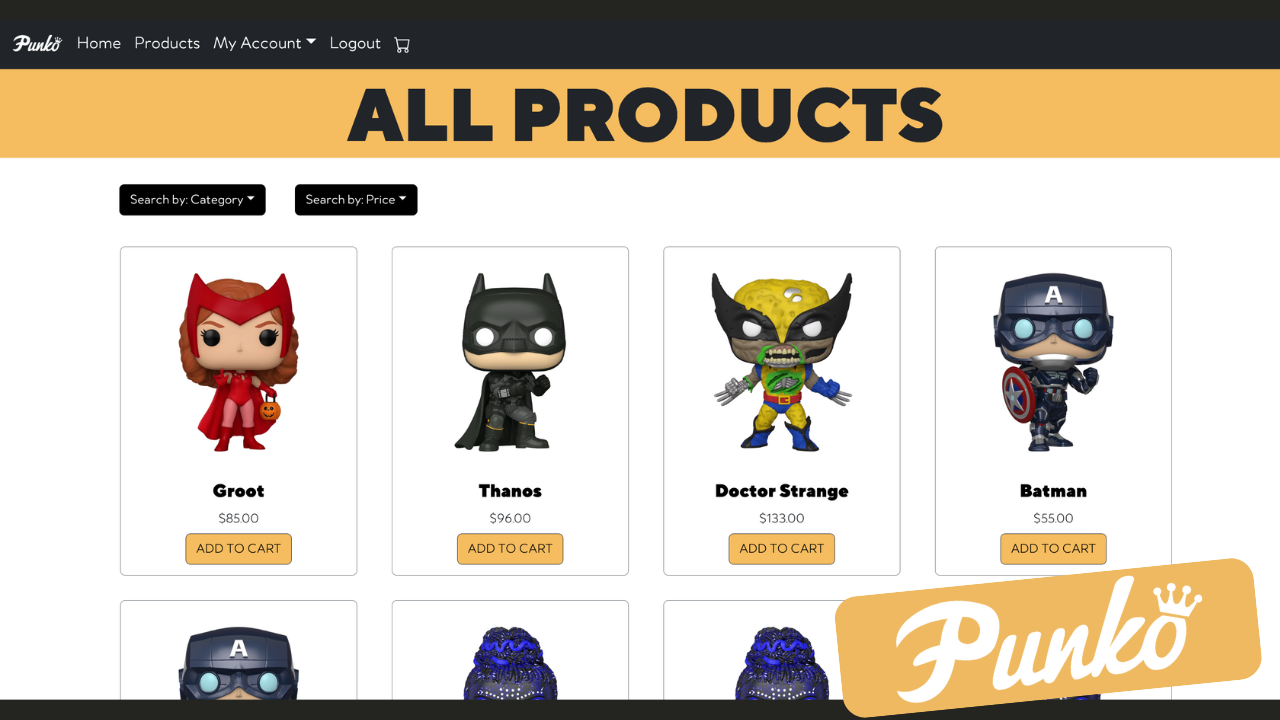 Punko Home Products My Account Logout
ALL PRODUCTS
Search by: Category Search by: Price
A
Groot Thanos Doctor Strange Batman
$85.00 $96.00 $133.00 $55.00
ADD TO CART ADD TO CART ADD TO CART ADD TO CART
A
Punko